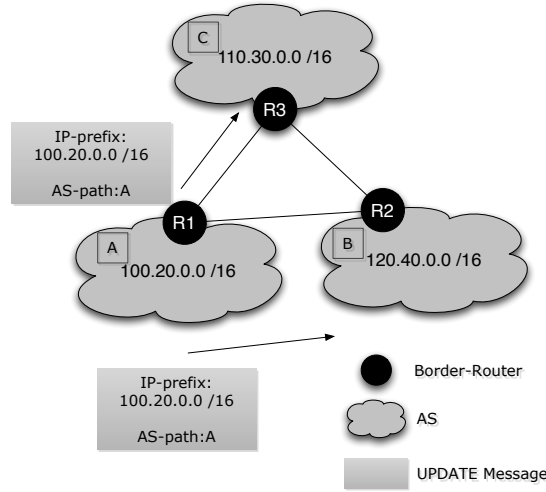 C
110.30.0.0 /16
R3
IP-prefix:
100.20.0.0 /16
AS-path:A
R1
R2
A
100.20.0.0 /16
B
120.40.0.0 /16
IP-prefix:
100.20.0.0 /16
AS-path:A
Border-Router
AS
UPDATE Message